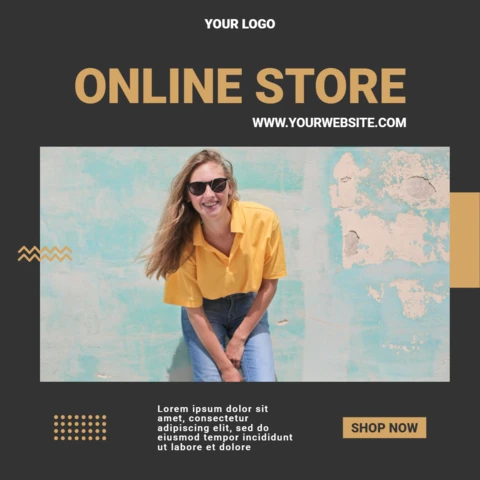 YOUR LOGO
ONLINE STORE
WWW.YOURWEBSITE.COM
Lorem ipsum dolor sit
amet, consectetur
adipiscing elit, sed do
eiusmod tempor incididunt
ut labore et dolore
SHOP NOW